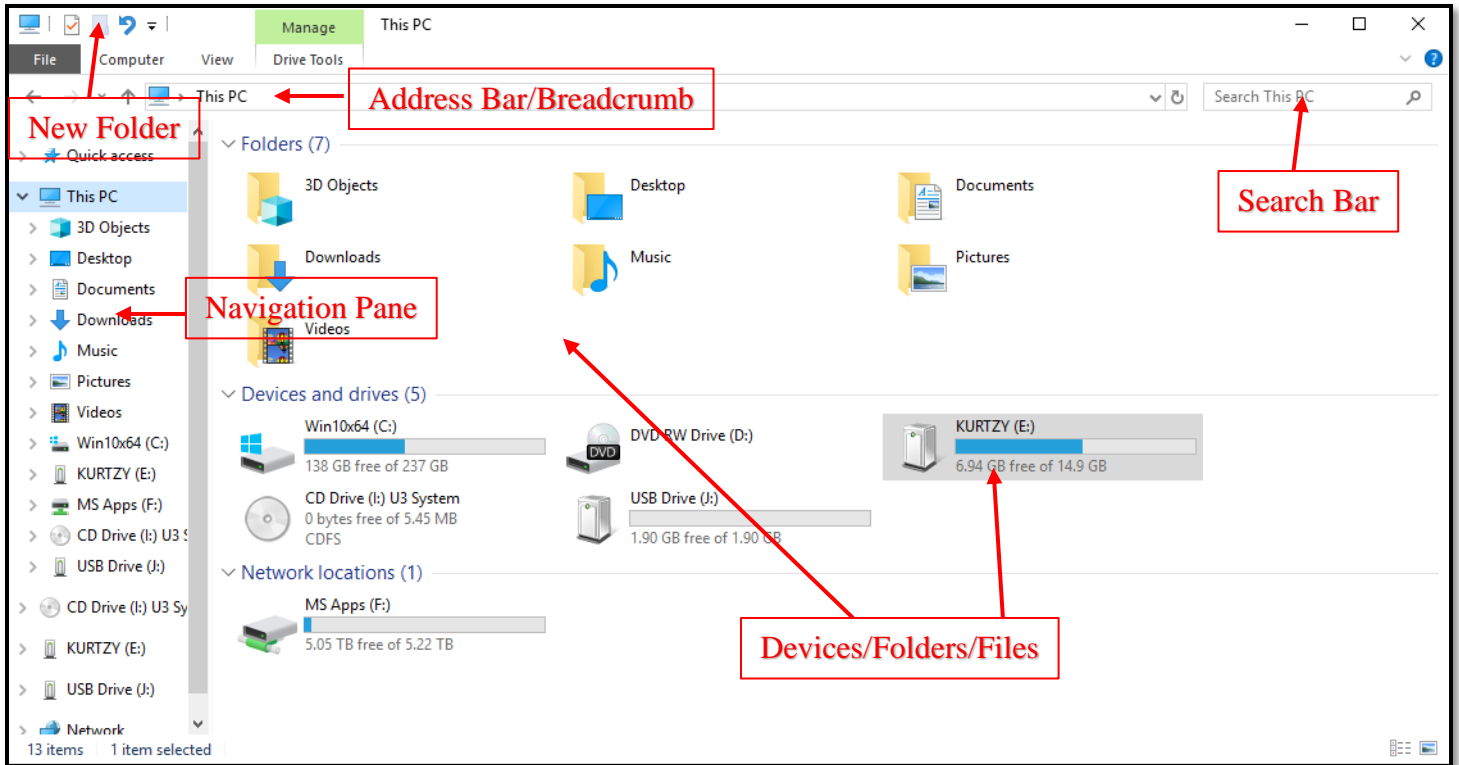 Manage This PC
File Computer View Drive Tools
This PC Address Bar/Breadcrumb Search This PC
New Folder
Quick access
This PC
3D Objects
Desktop
Documents
Downloads
Music
Pictures
Videos
Win10x64 (C:)
KURTZY (E:)
MS Apps (F:)
CD Drive (I:) U3 S
USB Drive (J:)
CD Drive (I:) U3 Sy
KURTZY (E:)
USB Drive (J:)
Network
Navigation Pane
Folders (7)
3D Objects Desktop Documents
Search Bar
Downloads Music Pictures
Videos
Devices and drives (5)
Win10x64 (C:)
138 GB free of 237 GB
DVD RW Drive (D:)
DVD
KURTZY (E:)
6.94 GB free of 14.9 GB
CD Drive (I:) U3 System
0 bytes free of 5.45 MB
CDFS
USB Drive (J:)
1.90 GB free of 1.90 GB
Network locations (1)
MS Apps (F:)
5.05 TB free of 5.22 TB
Devices/Folders/Files
13 items 1 item selected